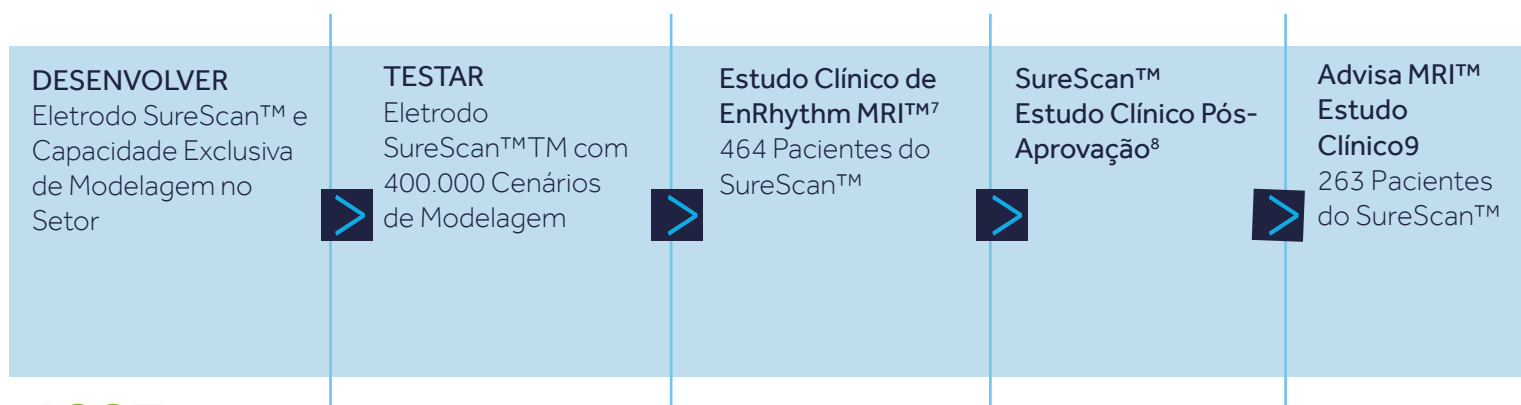 DESENVOLVER
Eletrodo SureScan™ e
Capacidade Exclusiva
de Modelagem no
Setor
TESTAR
Eletrodo
SureScan™TM com
400.000 Cenários
de Modelagem
Estudo Clínico de
EnRhythm MRI™⁷
464 Pacientes do
SureScan™
SureScan™
Estudo Clínico Pós-
Aprovação⁸
Advisa MRI™
Estudo
Clínico9
263 Pacientes
do SureScan™